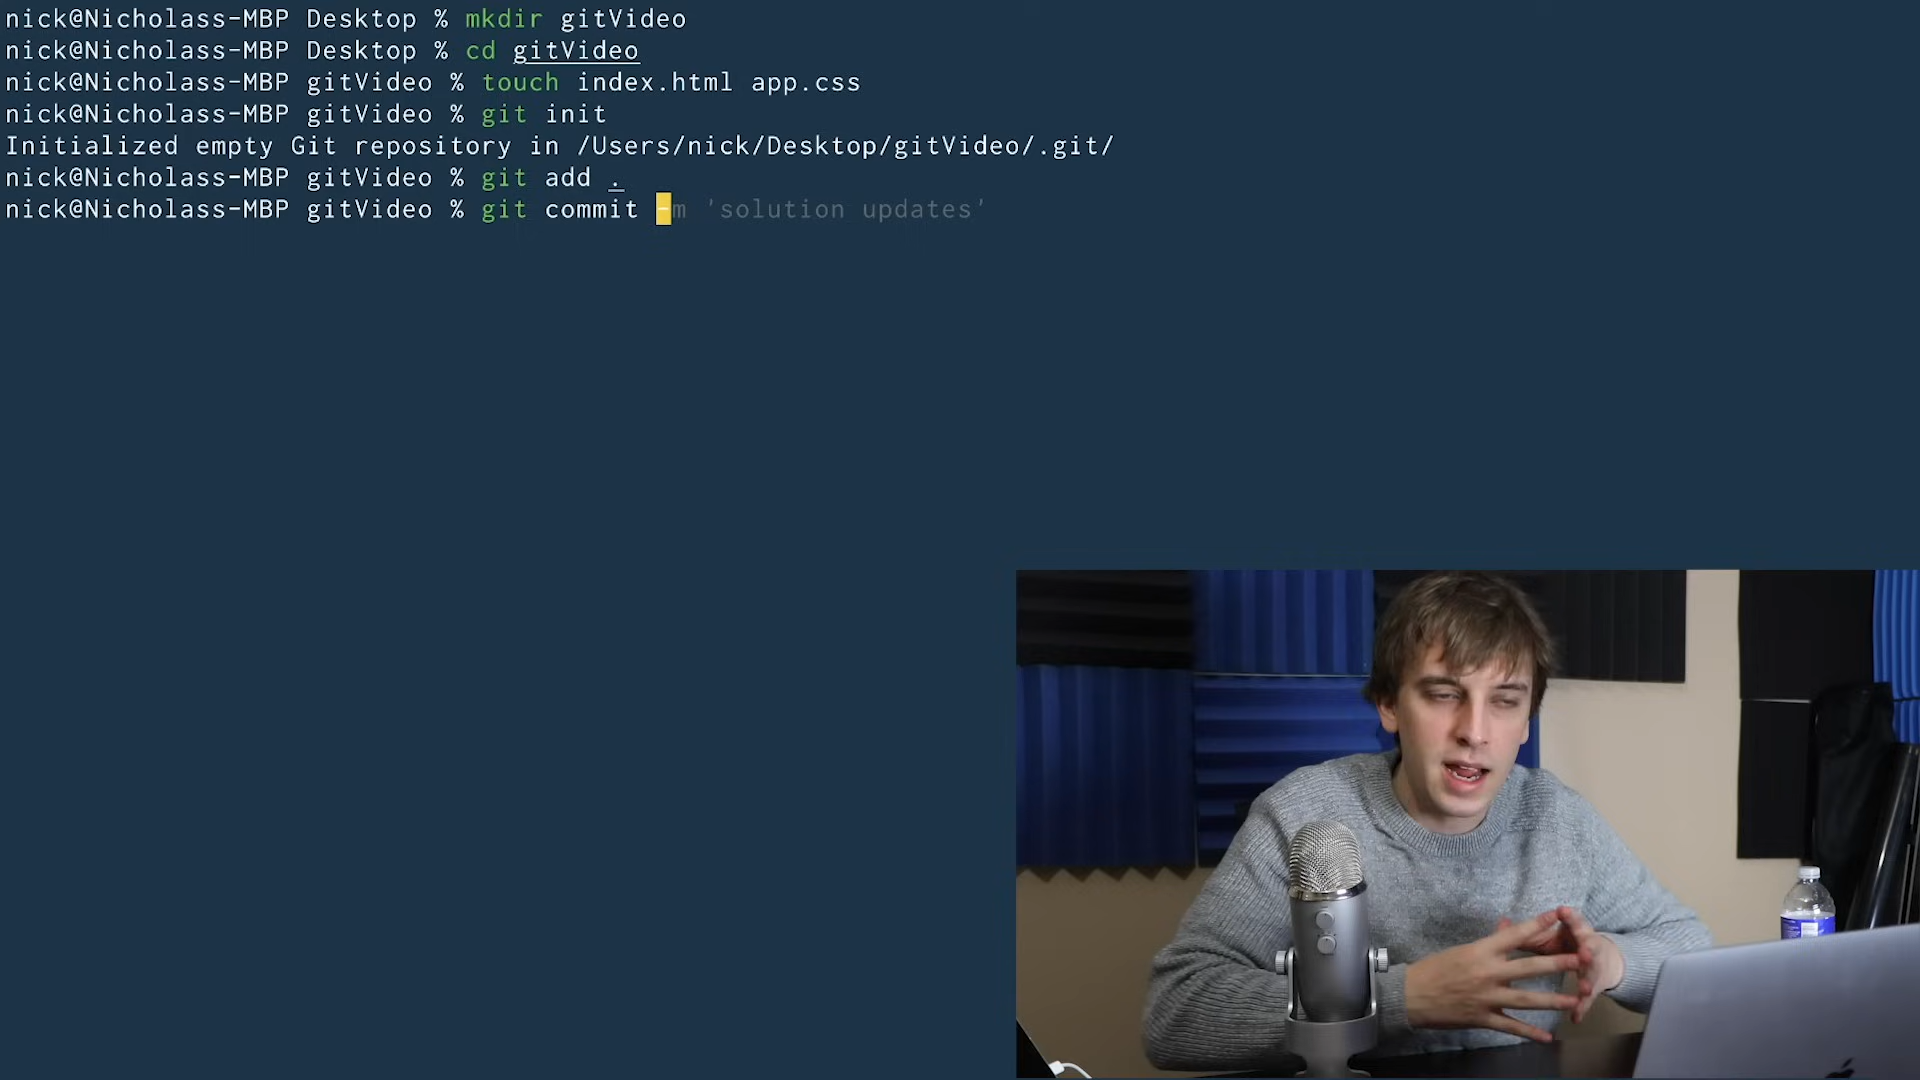 nick@Nicholass-MBP Desktop % mkdir gitVideo
nick@Nicholass-MBP Desktop % cd gitVideo
nick@Nicholass-MBP gitVideo % touch index.html app.css
nick@Nicholass-MBP gitVideo % git init
Initialized empty Git repository in /Users/nick/Desktop/gitVideo/.git/
nick@Nicholass-MBP gitVideo % git add .
nick@Nicholass-MBP gitVideo % git commit -m 'solution updates'